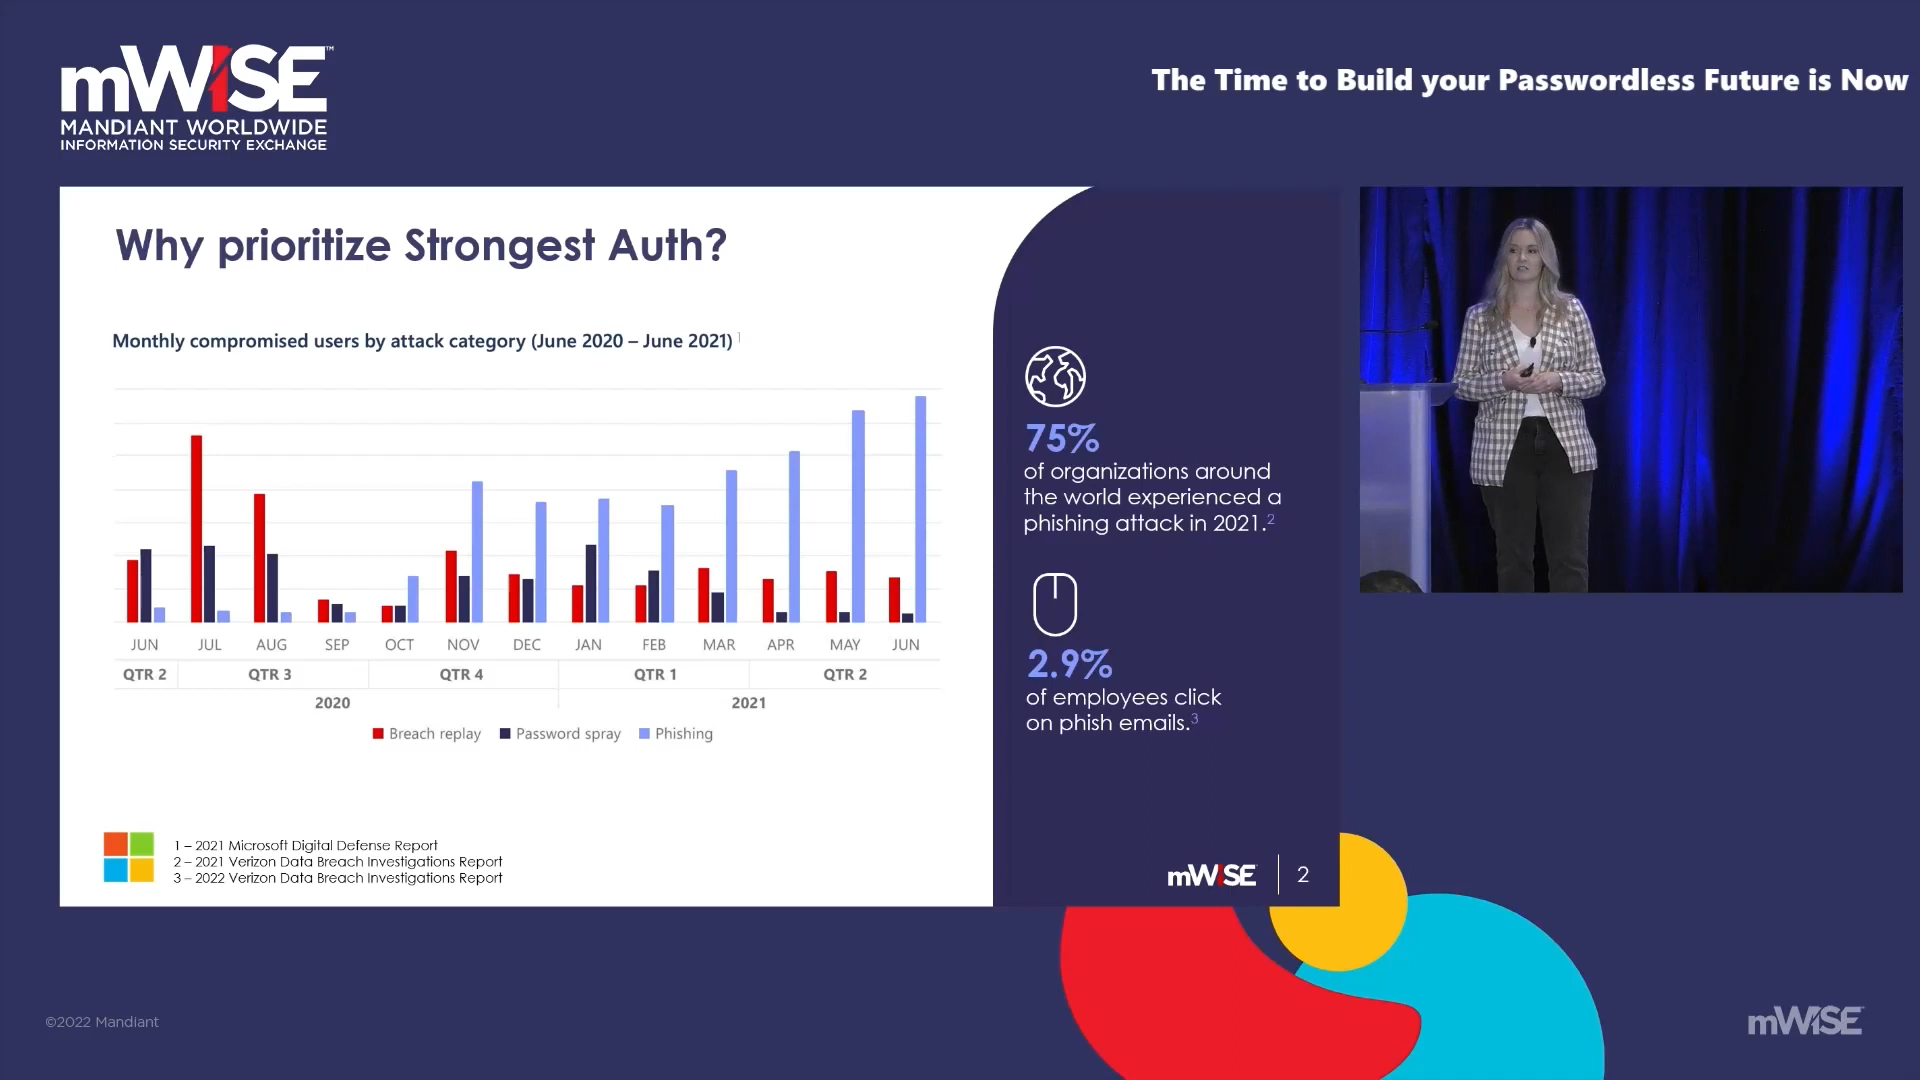 mWISE™
MANDIANT WORLDWIDE
INFORMATION SECURITY EXCHANGE
The Time to Build your Passwordless Future is Now
Why prioritize Strongest Auth?
Monthly compromised users by attack category (June 2020 – June 2021) 1
JUN JUL AUG SEP OCT NOV DEC JAN FEB MAR APR MAY JUN
QTR 2 QTR 3 QTR 4 QTR 1 QTR 2
2020 2021
Breach replay Password spray Phishing
1 – 2021 Microsoft Digital Defense Report
2 – 2021 Verizon Data Breach Investigations Report
3 – 2022 Verizon Data Breach Investigations Report
75%
of organizations around
the world experienced a
phishing attack in 2021.2
2.9%
of employees click
on phish emails.3
mWISE 2
©2022 Mandiant
mWISE